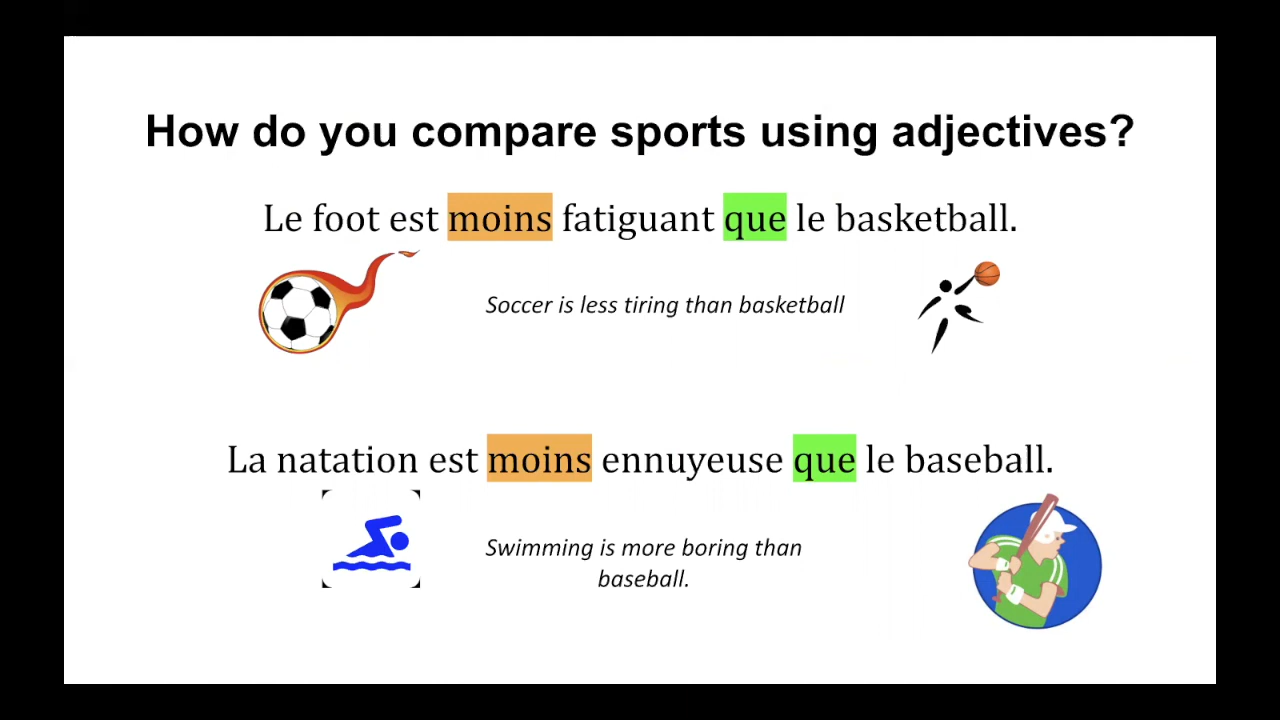 How do you compare sports using adjectives?
Le foot est moins fatiguant que le basketball.
Soccer is less tiring than basketball
La natation est moins ennuyeuse que le baseball.
Swimming is more boring than
baseball.